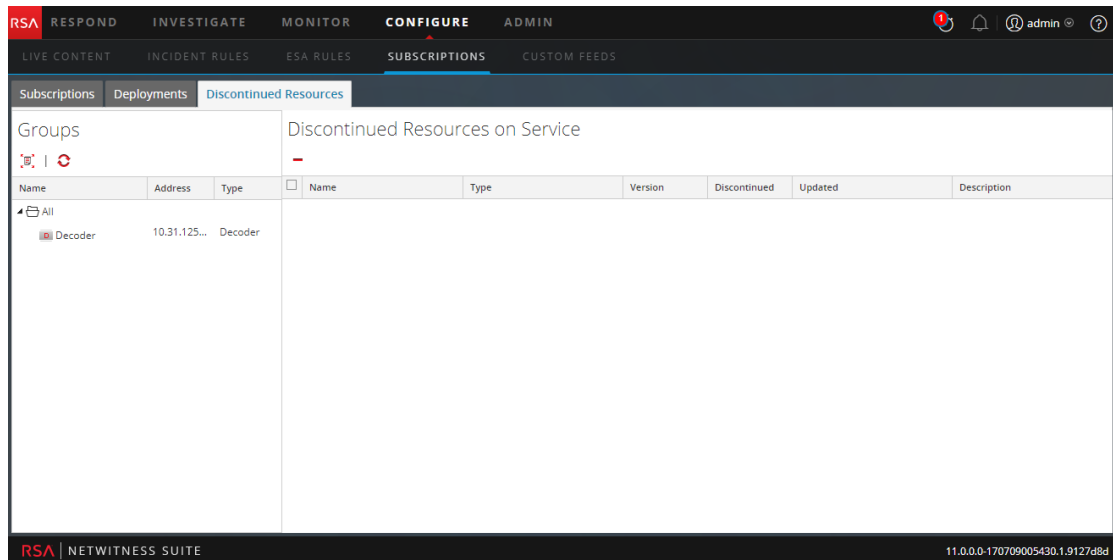 RSA RESPOND INVESTIGATE MONITOR CONFIGURE ADMIN 1 admin ?
LIVE CONTENT INCIDENT RULES ESA RULES SUBSCRIPTIONS CUSTOM FEEDS
Subscriptions Deployments Discontinued Resources
Groups
Name Address Type
All
Decoder 10.31.125... Decoder
Discontinued Resources on Service
Name Type Version Discontinued Updated Description
RSA NETWITNESS SUITE 11.0.0.0-170709005430.1.9127d8d